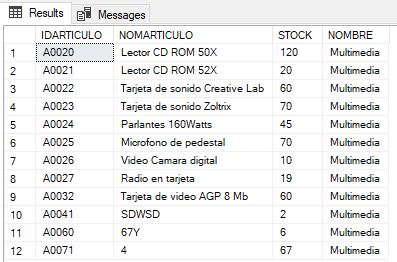 Results Messages
IDARTICULO NOMARTICULO STOCK NOMBRE
1 A0020 Lector CD ROM 50X 120 Multimedia
2 A0021 Lector CD ROM 52X 20 Multimedia
3 A0022 Tarjeta de sonido Creative Lab 60 Multimedia
4 A0023 Tarjeta de sonido Zoltrix 70 Multimedia
5 A0024 Parlantes 160Watts 45 Multimedia
6 A0025 Microfono de pedestal 70 Multimedia
7 A0026 Video Camara digital 10 Multimedia
8 A0027 Radio en tarjeta 19 Multimedia
9 A0032 Tarjeta de video AGP 8 Mb 60 Multimedia
10 A0041 SDWSD 2 Multimedia
11 A0060 67Y 6 Multimedia
12 A0071 4 67 Multimedia